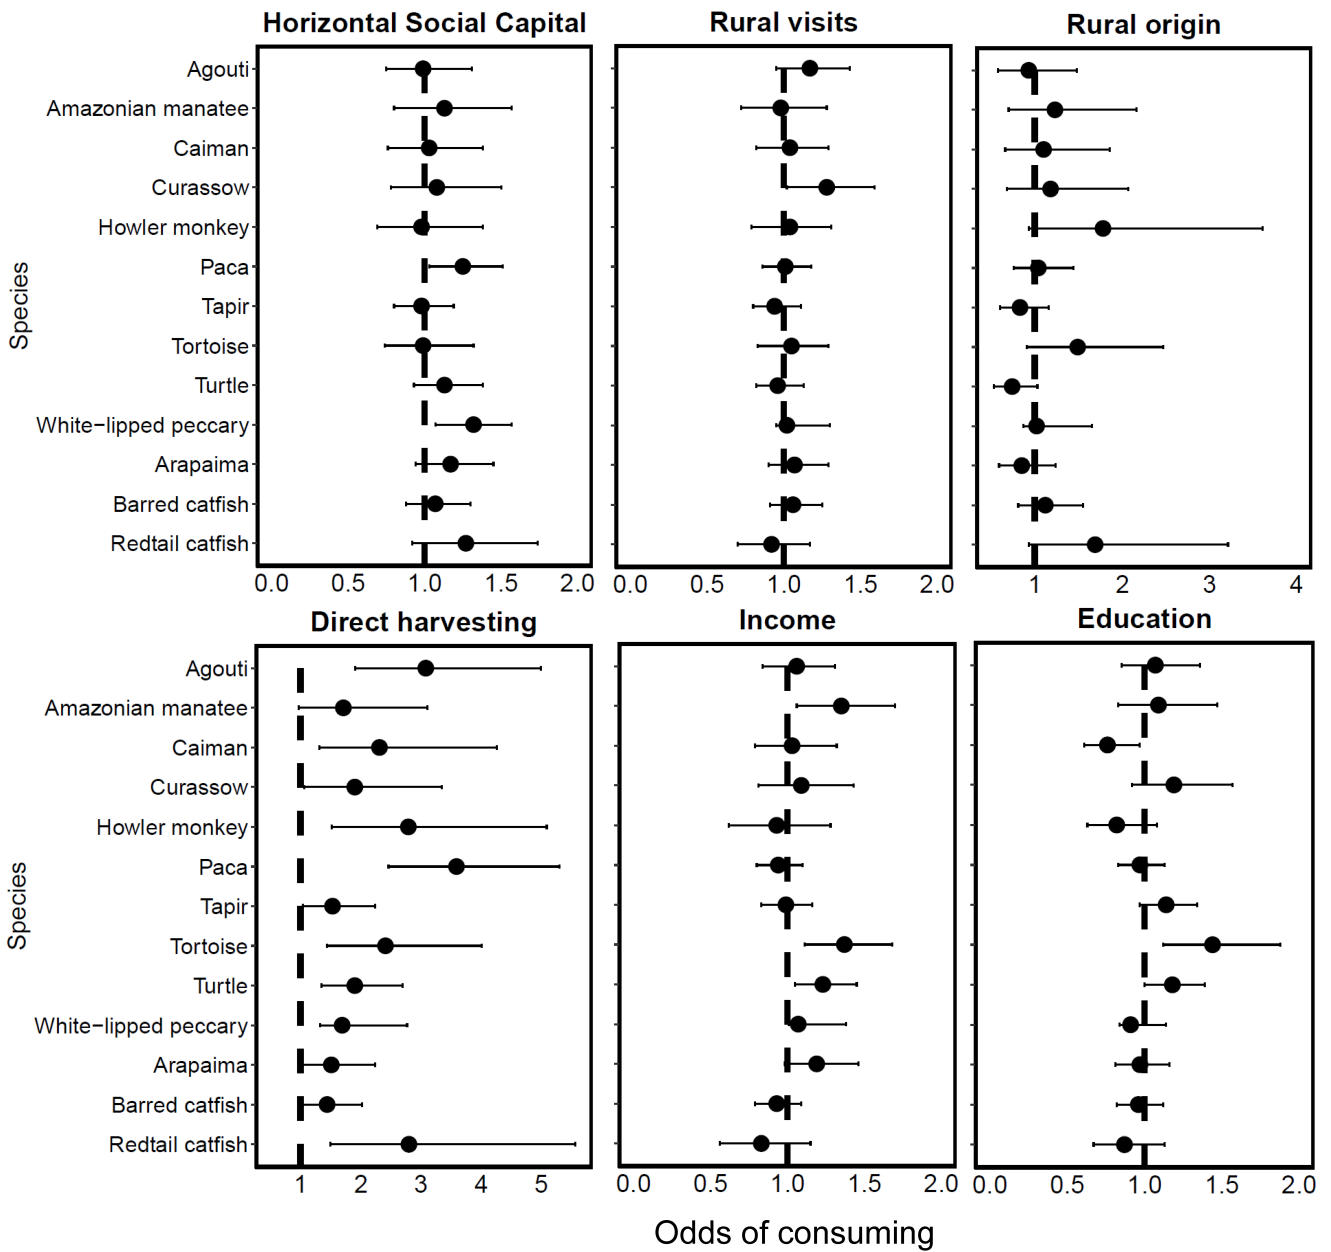 Horizontal Social Capital
Rural visits
Rural origin
Species
Agouti
Amazonian manatee
Caiman
Curassow
Howler monkey
Paca
Tapir
Tortoise
Turtle
White−lipped peccary
Arapaima
Barred catfish
Redtail catfish
0.0 0.5 1.0 1.5 2.0
0.0 0.5 1.0 1.5 2.0
1 2 3 4
Direct harvesting
Income
Education
Species
Agouti
Amazonian manatee
Caiman
Curassow
Howler monkey
Paca
Tapir
Tortoise
Turtle
White−lipped peccary
Arapaima
Barred catfish
Redtail catfish
1 2 3 4 5
0.0 0.5 1.0 1.5 2.0
0.0 0.5 1.0 1.5 2.0
Odds of consuming